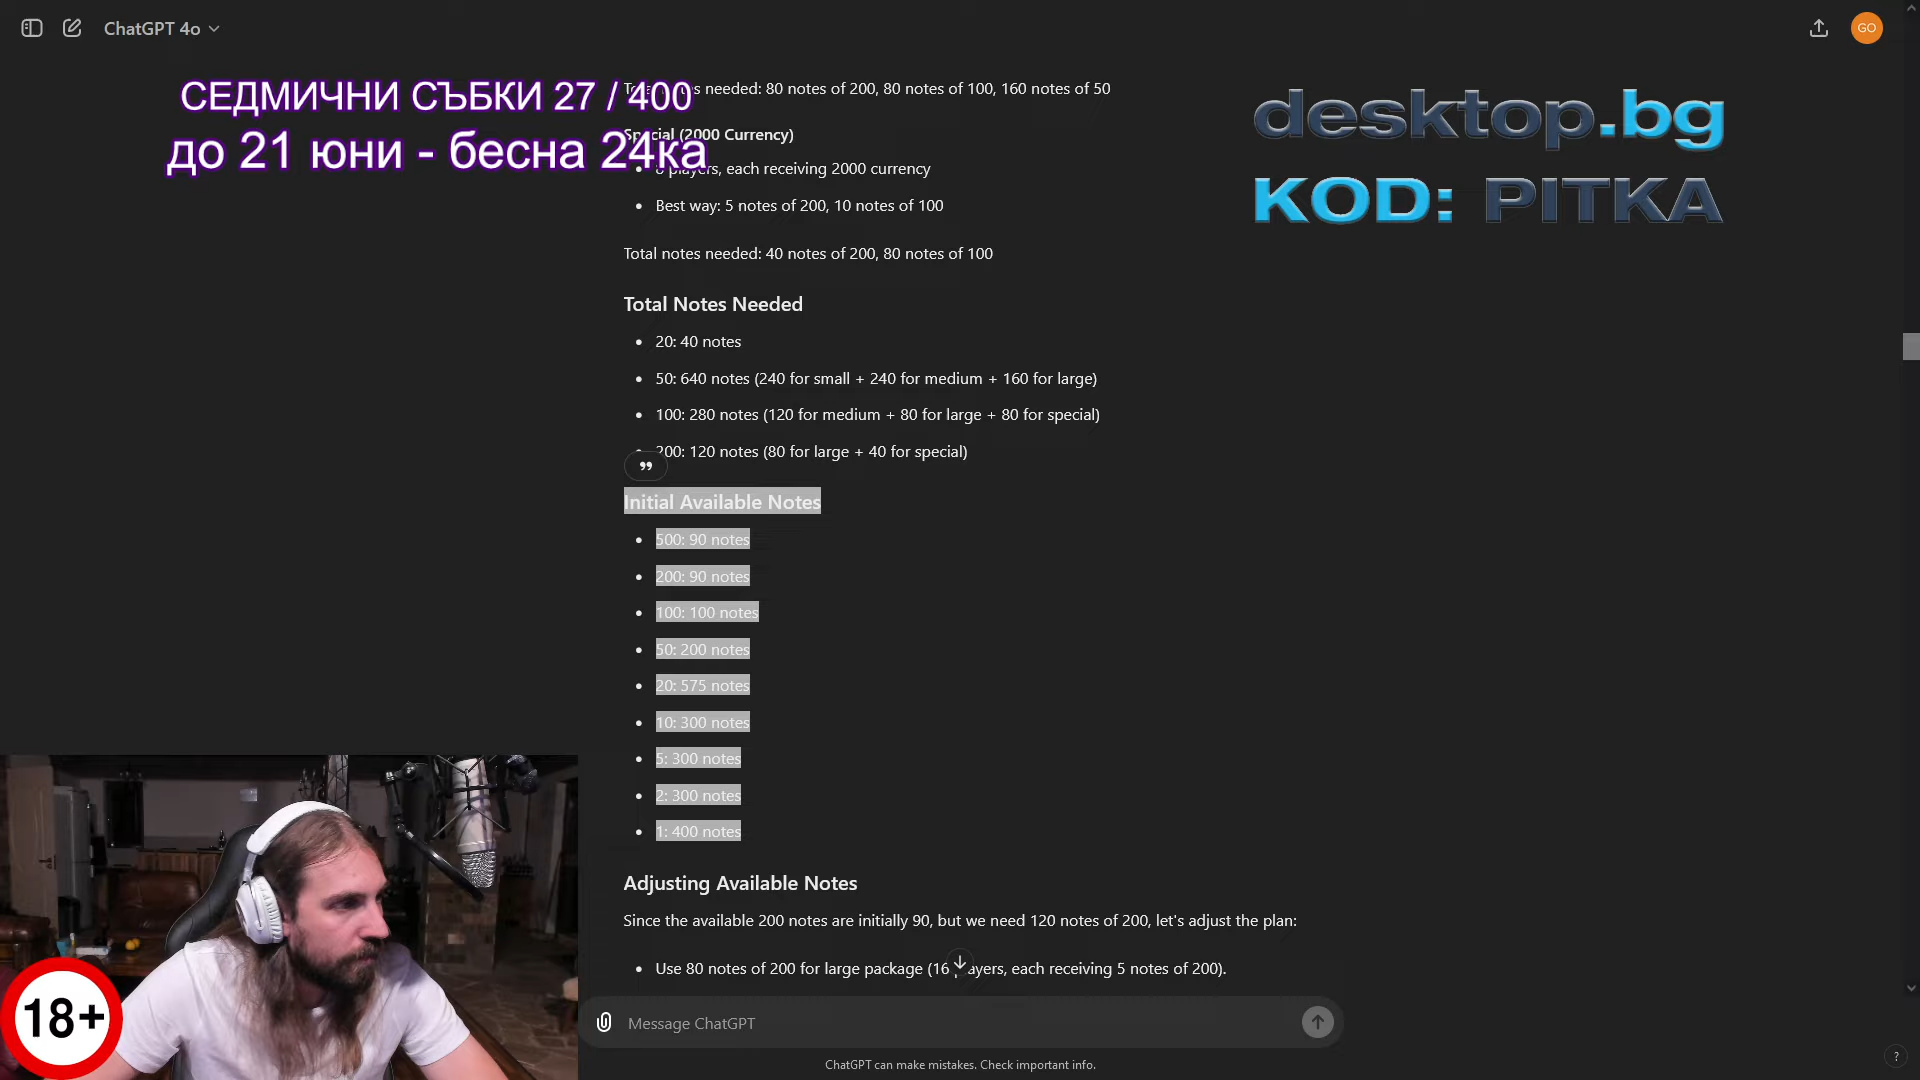 ChatGPT 4o
GO
СЕДМИЧНИ СЪБКИ 27 / 400
до 21 юни - бесна 24ка
desktop.bg
KOD: PITKA
notes needed: 80 notes of 200, 80 notes of 100, 160 notes of 50
Special (2000 Currency)
players, each receiving 2000 currency
Best way: 5 notes of 200, 10 notes of 100
Total notes needed: 40 notes of 200, 80 notes of 100
Total Notes Needed
20: 40 notes
50: 640 notes (240 for small + 240 for medium + 160 for large)
100: 280 notes (120 for medium + 80 for large + 80 for special)
200: 120 notes (80 for large + 40 for special)
Initial Available Notes
500: 90 notes
200: 90 notes
100: 100 notes
50: 200 notes
20: 575 notes
10: 300 notes
5: 300 notes
2: 300 notes
1: 400 notes
Adjusting Available Notes
Since the available 200 notes are initially 90, but we need 120 notes of 200, let's adjust the plan:
Use 80 notes of 200 for large package (16 players, each receiving 5 notes of 200).
Message ChatGPT
ChatGPT can make mistakes. Check important info.
?
18+